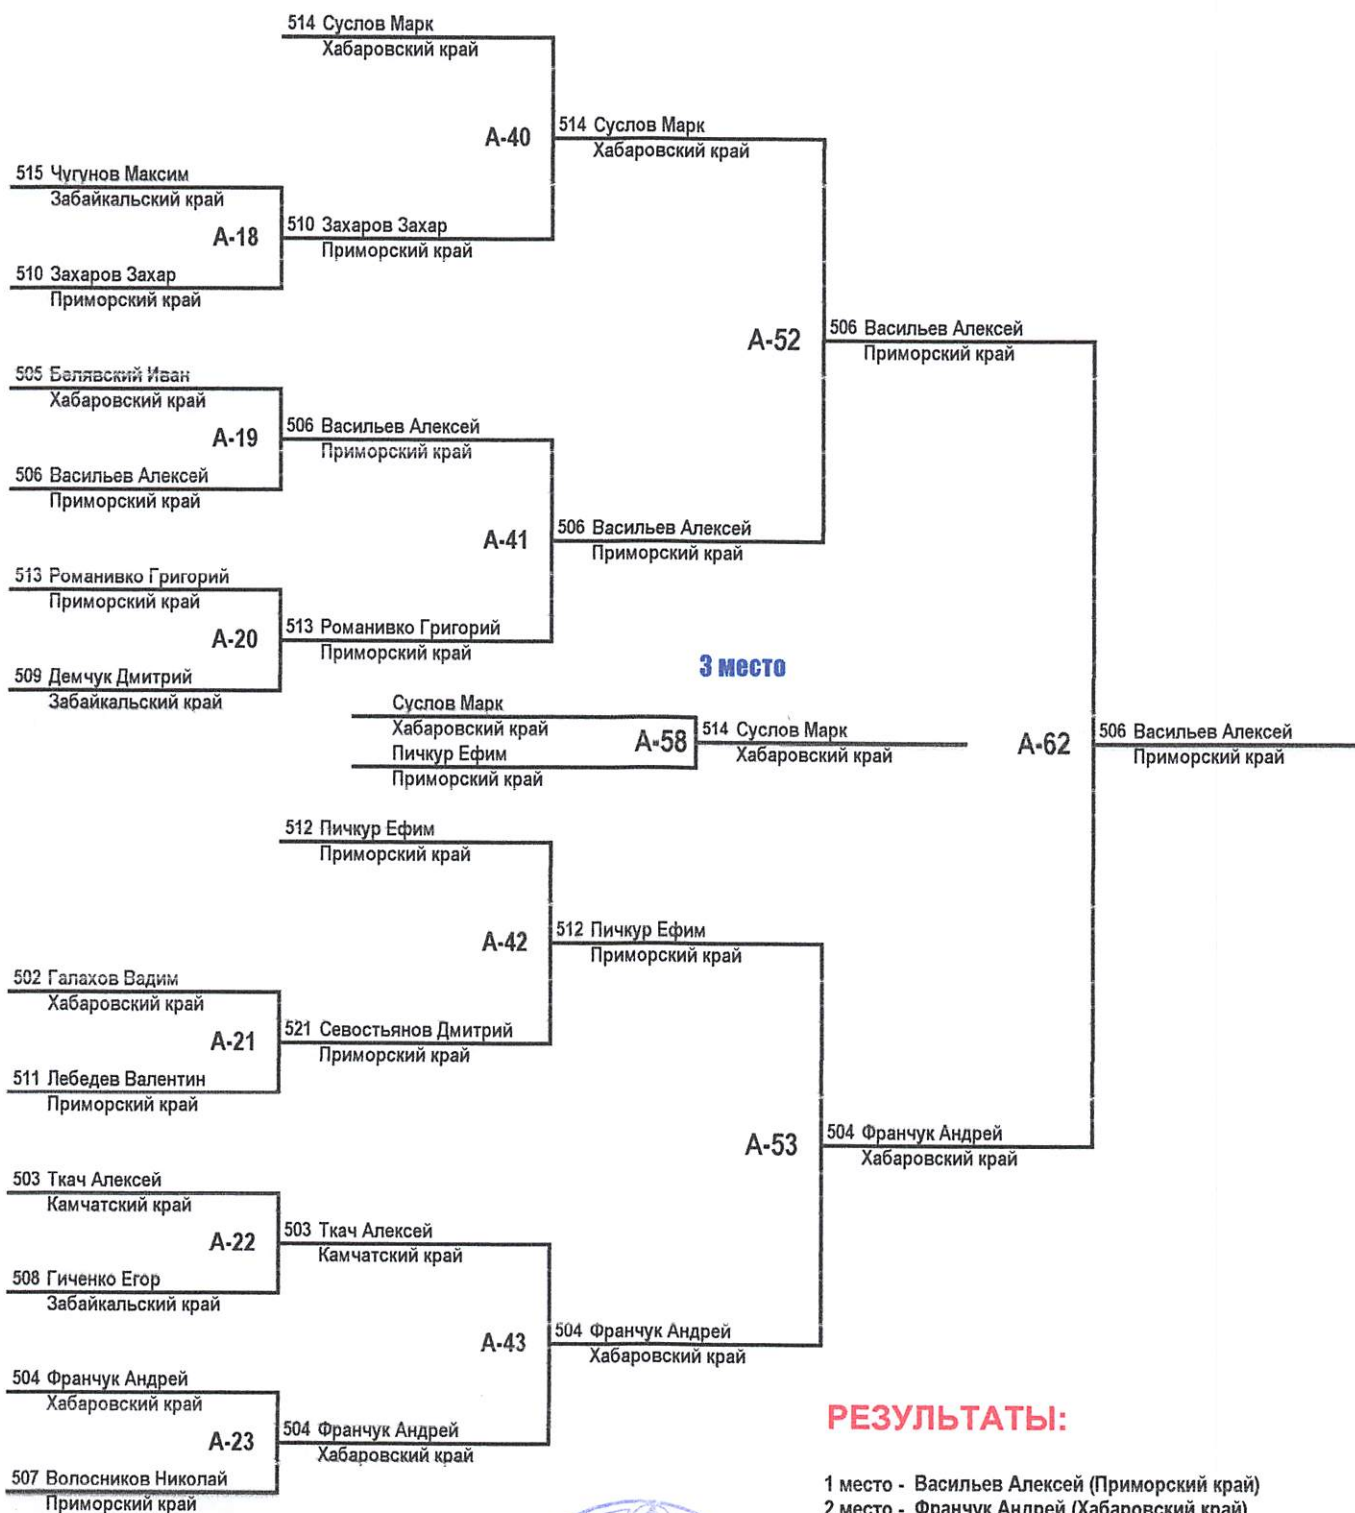 514 Суслов Марк
Хабаровский край
А-40
514 Суслов Марк
Хабаровский край
515 Чугунов Максим
Забайкальский край
А-18
510 Захаров Захар
Приморский край
510 Захаров Захар
Приморский край
А-52
506 Васильев Алексей
Приморский край
505 Белявский Иван
Хабаровский край
А-19
506 Васильев Алексей
Приморский край
506 Васильев Алексей
Приморский край
А-41
506 Васильев Алексей
Приморский край
513 Романивко Григорий
Приморский край
А-20
513 Романивко Григорий
Приморский край
509 Демчук Дмитрий
Забайкальский край
3 место
Суслов Марк
Хабаровский край
А-58
514 Суслов Марк
Хабаровский край
Пичкур Ефим
Приморский край
А-62
506 Васильев Алексей
Приморский край
512 Пичкур Ефим
Приморский край
А-42
512 Пичкур Ефим
Приморский край
502 Галахов Вадим
Хабаровский край
А-21
521 Севостьянов Дмитрий
Приморский край
511 Лебедев Валентин
Приморский край
А-53
504 Франчук Андрей
Хабаровский край
503 Ткач Алексей
Камчатский край
А-22
503 Ткач Алексей
Камчатский край
508 Гиченко Егор
Забайкальский край
А-43
504 Франчук Андрей
Хабаровский край
504 Франчук Андрей
Хабаровский край
А-23
504 Франчук Андрей
Хабаровский край
507 Волосников Николай
Приморский край
РЕЗУЛЬТАТЫ:
1 место - Васильев Алексей (Приморский край)
2 место - Франчук Андрей (Хабаровский край)